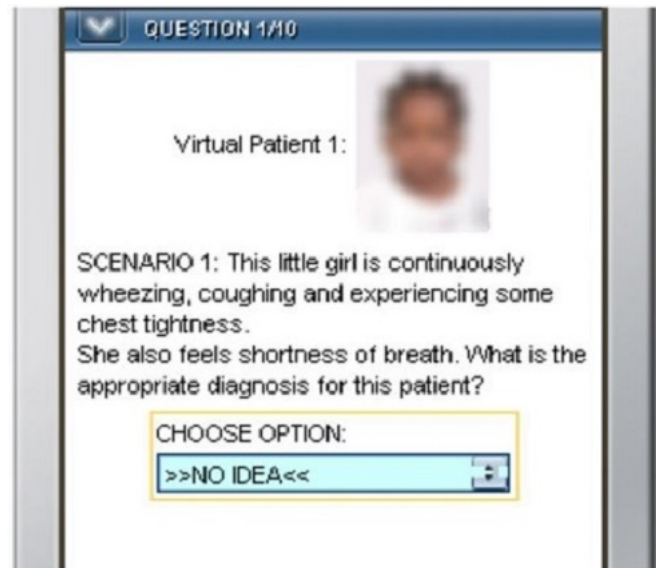 QUESTION 1/10
Virtual Patient 1:
SCENARIO 1: This little girl is continuously
wheezing, coughing and experiencing some
chest tightness.
She also feels shortness of breath. What is the
appropriate diagnosis for this patient?
CHOOSE OPTION:
>>NO IDEA<<